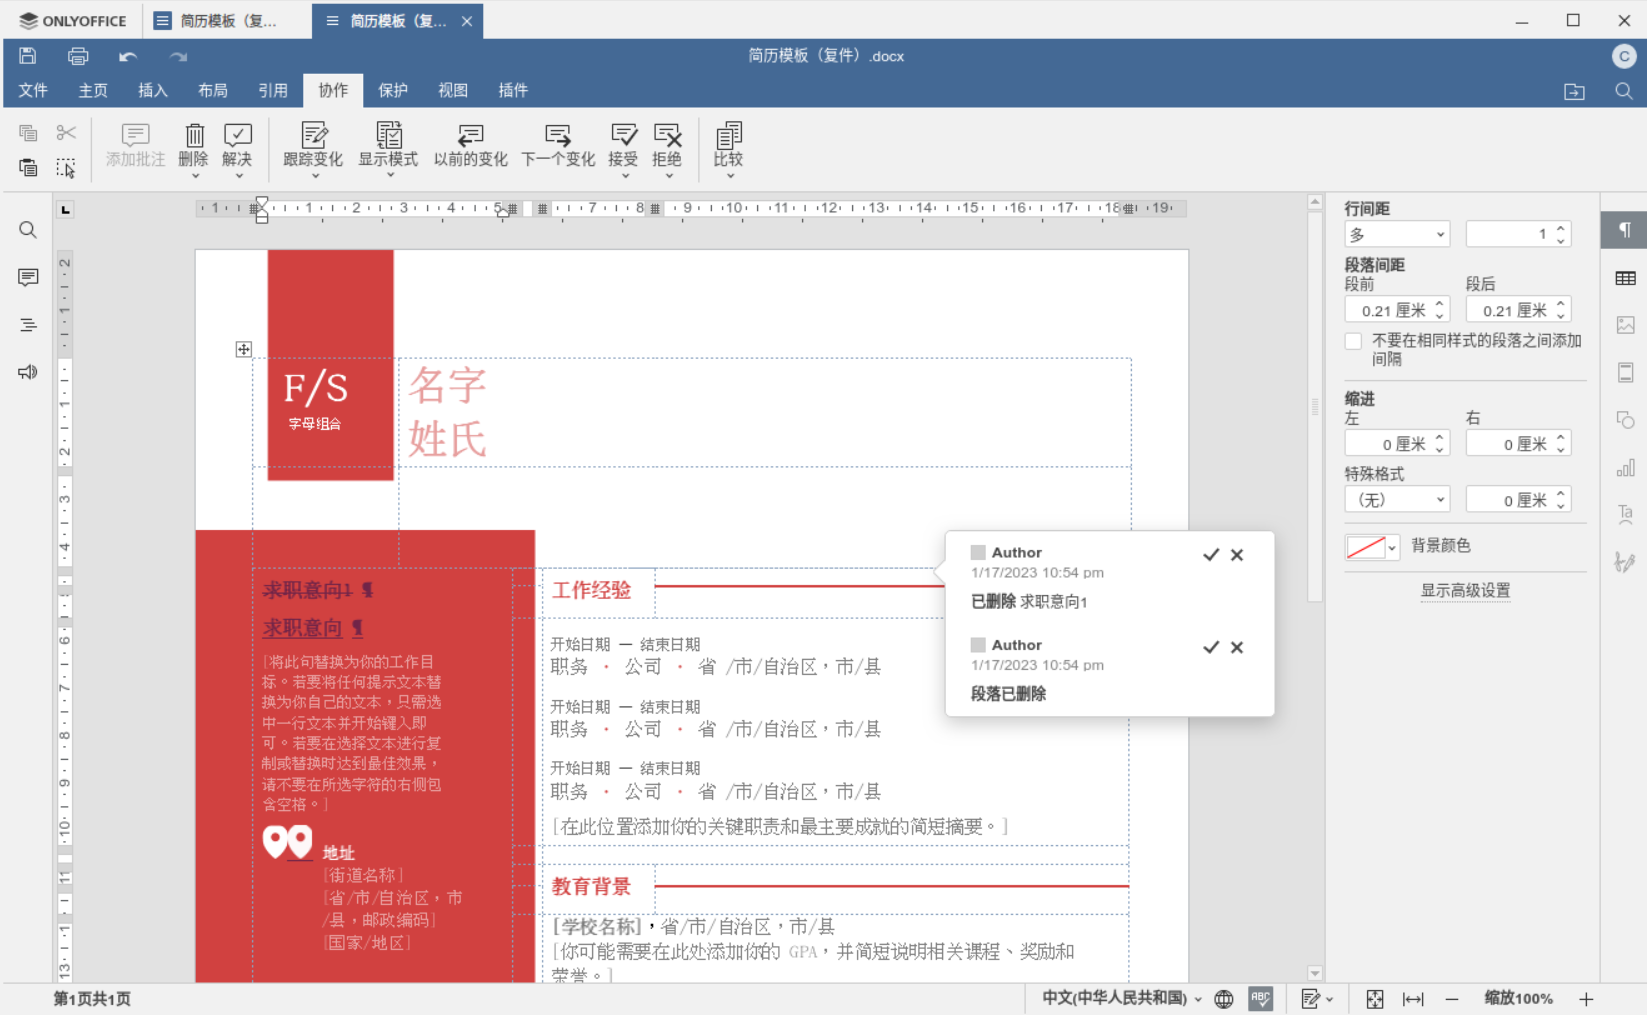 ONLYOFFICE
简历模板（复...
简历模板（复...
简历模板（复件）.docx
C
文件 主页 插入 布局 引用 协作 保护 视图 插件
添加批注 删除 解决 跟踪变化 显示模式 以前的变化 下一个变化 接受 拒绝 比较
行间距
多 1
段落间距
段前 段后
0.21 厘米 0.21 厘米
不要在相同样式的段落之间添加
间隔
缩进
左 右
0 厘米 0 厘米
特殊格式
（无） 0 厘米
背景颜色
显示高级设置
F/S
字母组合
名字
姓氏
求职意向1 ¶
求职意向 ¶
[将此句替换为你的工作目
标。若要将任何提示文本替
换为你自己的文本，只需选
中一行文本并开始键入即
可。若要在选择文本进行复
制或替换时达到最佳效果，
请不要在所选字符的右侧包
含空格。]
地址
[街道名称]
[省/市/自治区，市
/县，邮政编码]
[国家/地区]
工作经验
开始日期 — 结束日期
职务 · 公司 · 省 /市/自治区，市/县
开始日期 — 结束日期
职务 · 公司 · 省 /市/自治区，市/县
开始日期 — 结束日期
职务 · 公司 · 省 /市/自治区，市/县
[在此位置添加你的关键职责和最主要成就的简短摘要。]
教育背景
[学校名称]，省/市/自治区，市/县
[你可能需要在此处添加你的 GPA，并简短说明相关课程、奖励和
荣誉。]
Author
1/17/2023 10:54 pm
已删除 求职意向1
Author
1/17/2023 10:54 pm
段落已删除
第1页共1页
中文(中华人民共和国)
ABC
缩放100%